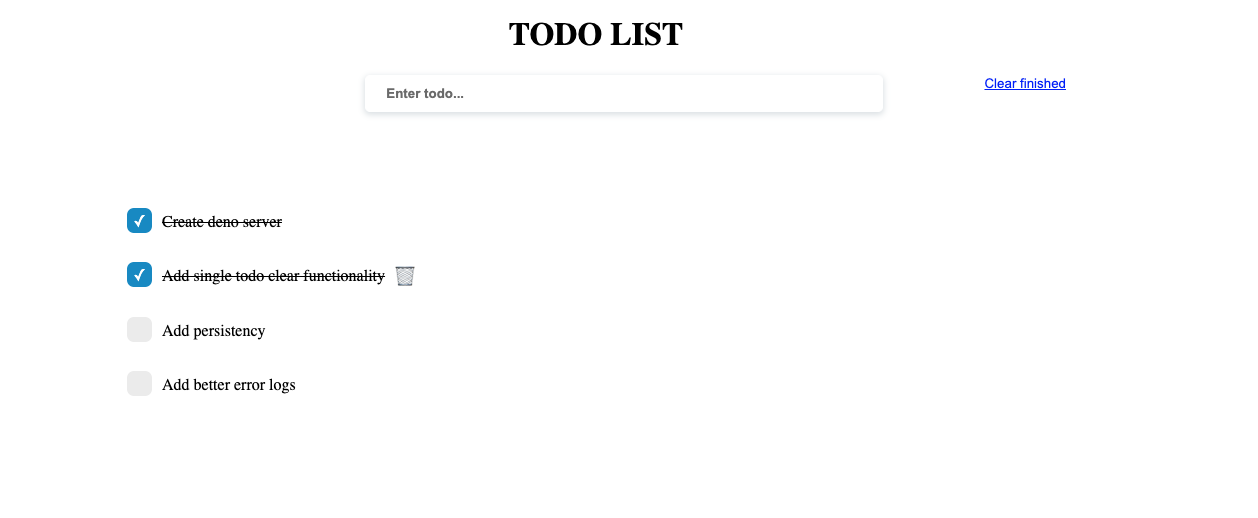 TODO LIST
Enter todo...
Clear finished
Create deno server
Add single todo clear functionality
Add persistency
Add better error logs